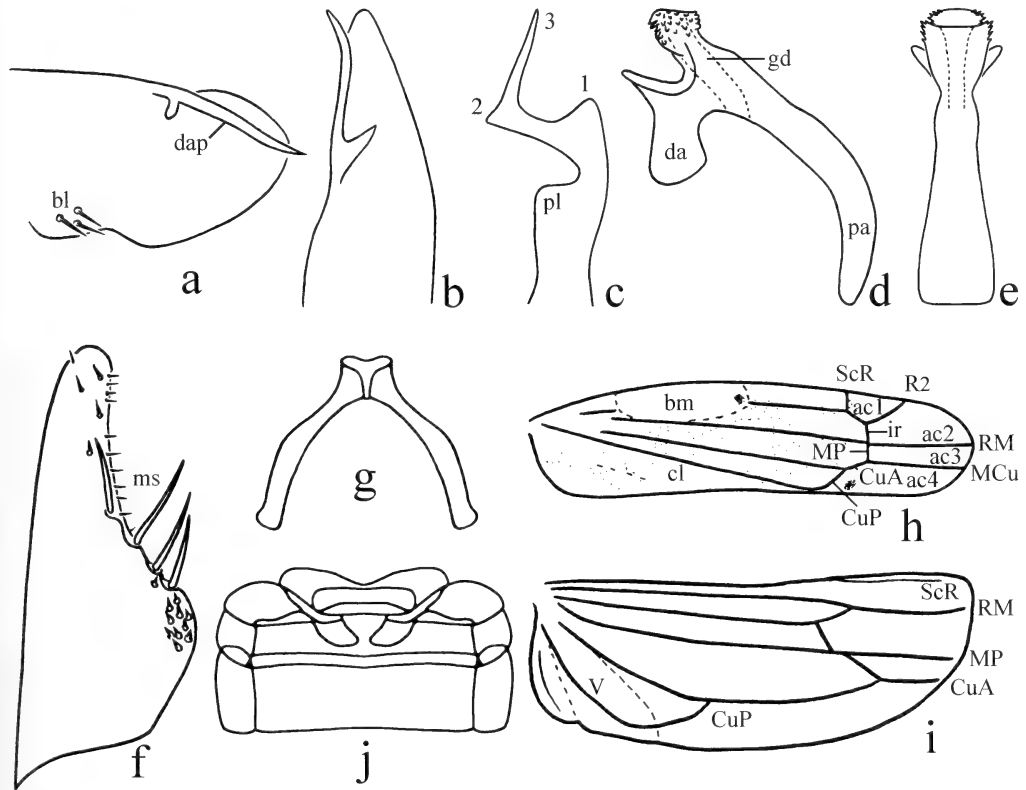 dap
bl
a
b
3
2
1
pl
c
gd
da
pa
d
e
ms
f
g
ScR
R2
bm
ac1
ir
ac2
RM
MP
ac3
MCu
cl
CuA
ac4
CuP
h
j
ScR
RM
MP
CuA
V
CuP
i